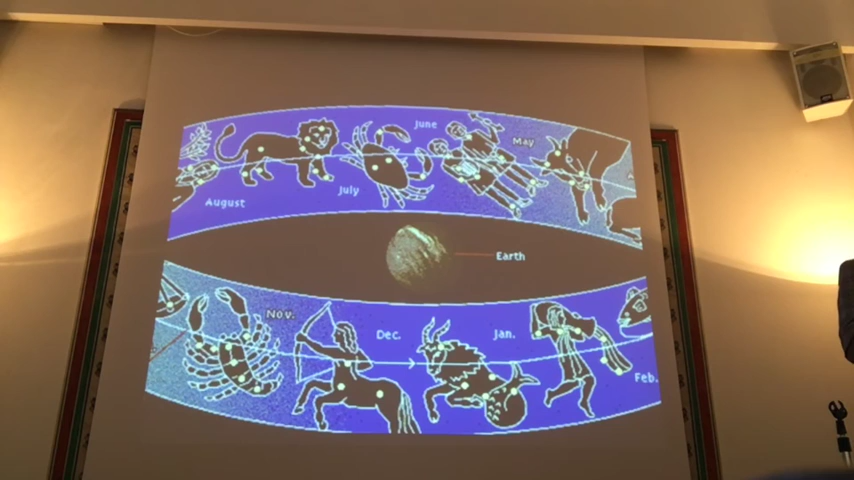 June
May
July
August
Earth
Nov.
Dec.
Jan.
Feb.